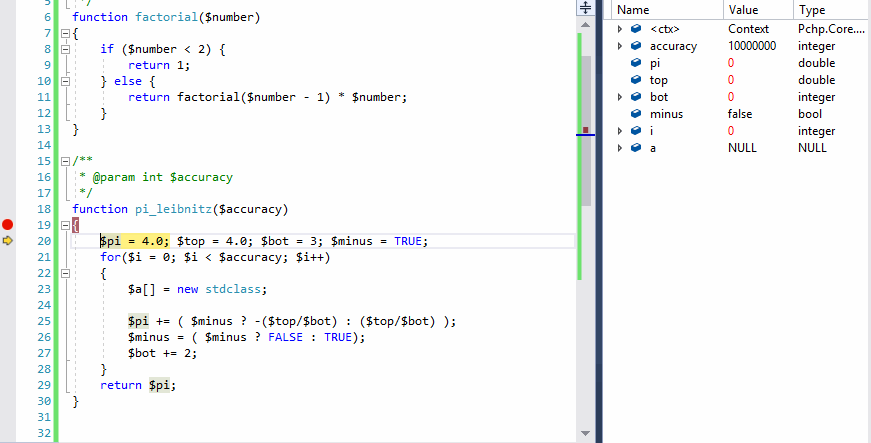 5 */
6 function factorial($number)
7 {
8 if ($number < 2) {
9 return 1;
10 } else {
11 return factorial($number - 1) * $number;
12 }
13 }
14
15 /**
16 * @param int $accuracy
17 */
18 function pi_leibnitz($accuracy)
19 {
20 $pi = 4.0; $top = 4.0; $bot = 3; $minus = TRUE;
21 for($i = 0; $i < $accuracy; $i++)
22 {
23 $a[] = new stdclass;
24
25 $pi += ( $minus ? -($top/$bot) : ($top/$bot) );
26 $minus = ( $minus ? FALSE : TRUE);
27 $bot += 2;
28 }
29 return $pi;
30 }
31
32
Name Value Type
<ctx> Context Pchp.Core....
accuracy 10000000 integer
pi 0 double
top 0 double
bot 0 integer
minus false bool
i 0 integer
a NULL NULL